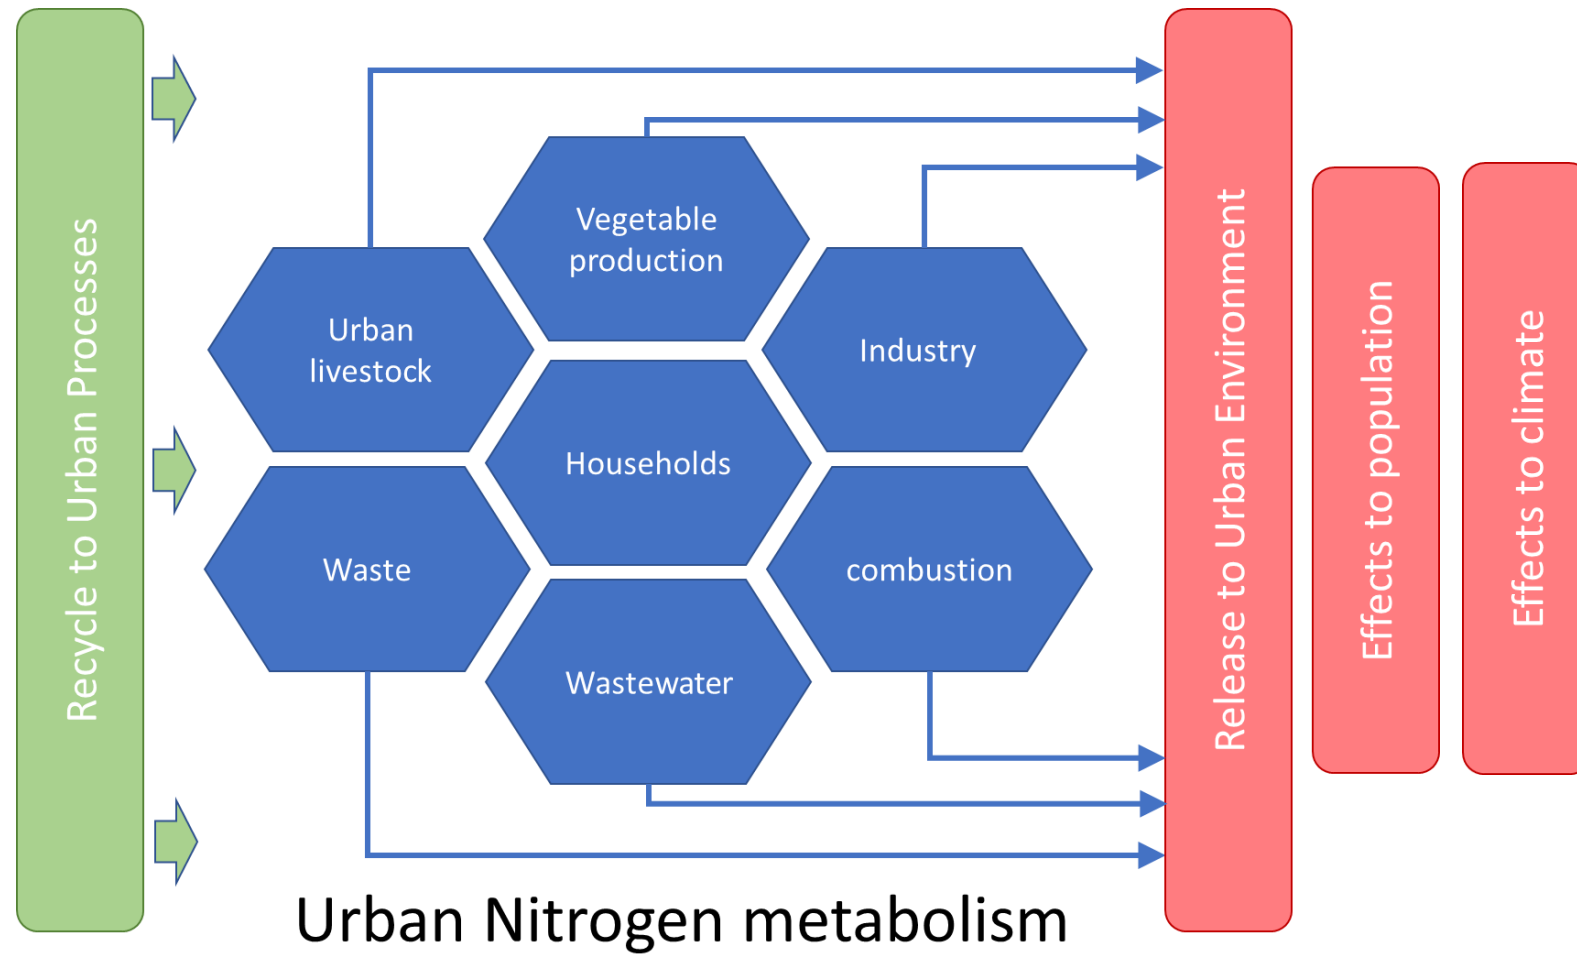 Recycle to Urban Processes
Vegetable
production
Urban
livestock
Industry
Households
Waste
combustion
Wastewater
Release to Urban Environment
Effects to population
Effects to climate
Urban Nitrogen metabolism